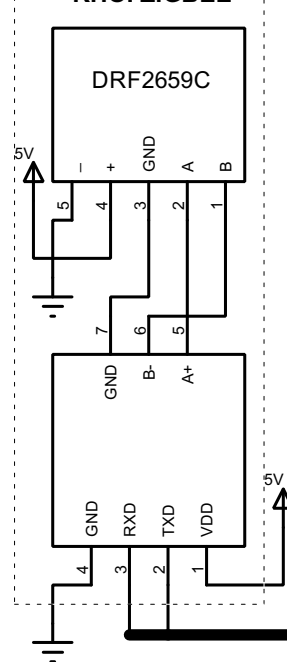 ZIGBEE
DRF2659C
5V
– + GND A B
5 4 3 2 1
7 6 5
GND B- A+
5V
GND RXD TXD VDD
4 3 2 1